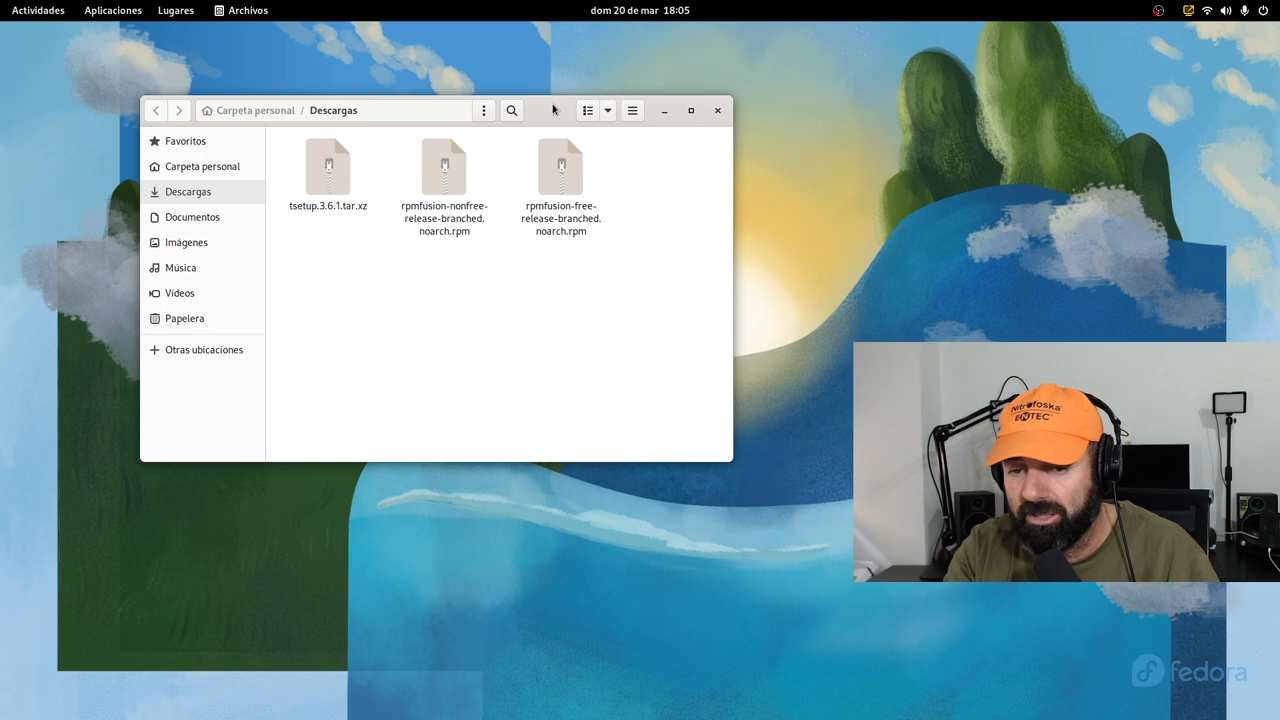 Actividades Aplicaciones Lugares Archivos dom 20 de mar 18:05
Carpeta personal / Descargas
Favoritos
Carpeta personal
Descargas
Documentos
Imágenes
Música
Vídeos
Papelera
Otras ubicaciones
tsetup.3.6.1.tar.xz
rpmfusion-nonfree-
release-branched.
noarch.rpm
rpmfusion-free-
release-branched.
noarch.rpm
Nitrofoska
ENTEC
fedora